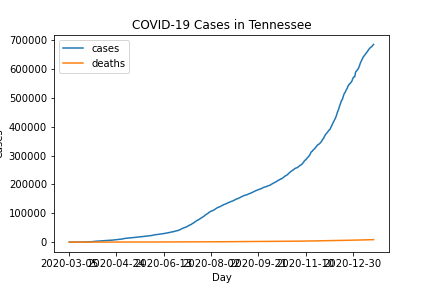 COVID-19 Cases in Tennessee
cases
deaths
700000
600000
500000
400000
300000
200000
100000
0
cases
2020-03-05 2020-04-24 2020-06-13 2020-08-02 2020-09-21 2020-11-10 2020-12-30
Day